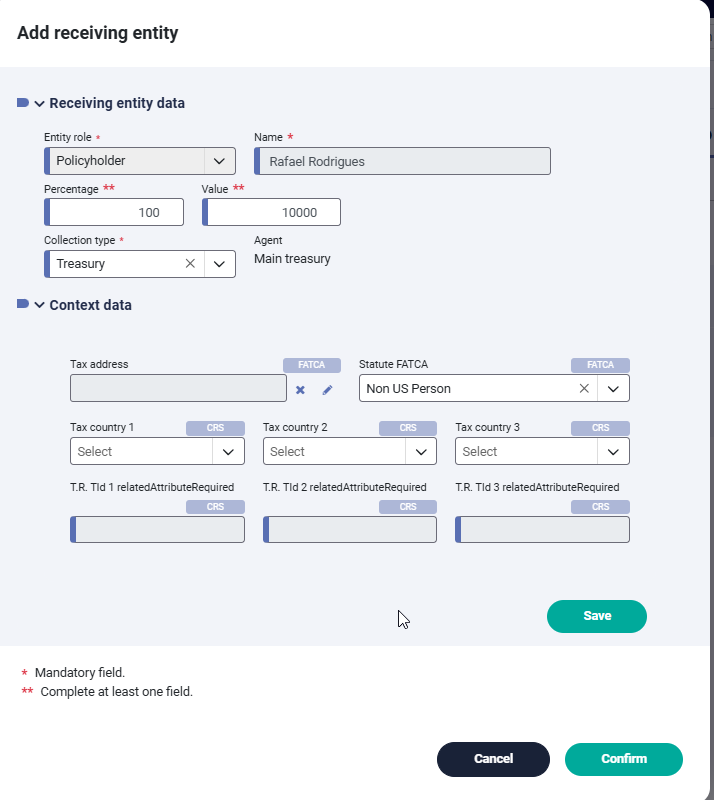 Add receiving entity
Receiving entity data
Entity role * Name *
Policyholder Rafael Rodrigues
Percentage ** Value **
100 10000
Collection type * Agent
Treasury Main treasury
Context data
Tax address FATCA Statute FATCA FATCA
Non US Person
Tax country 1 CRS Tax country 2 CRS Tax country 3 CRS
Select Select Select
T.R. TId 1 relatedAttributeRequired T.R. TId 2 relatedAttributeRequired T.R. TId 3 relatedAttributeRequired
CRS CRS CRS
Save
* Mandatory field.
** Complete at least one field.
Cancel Confirm